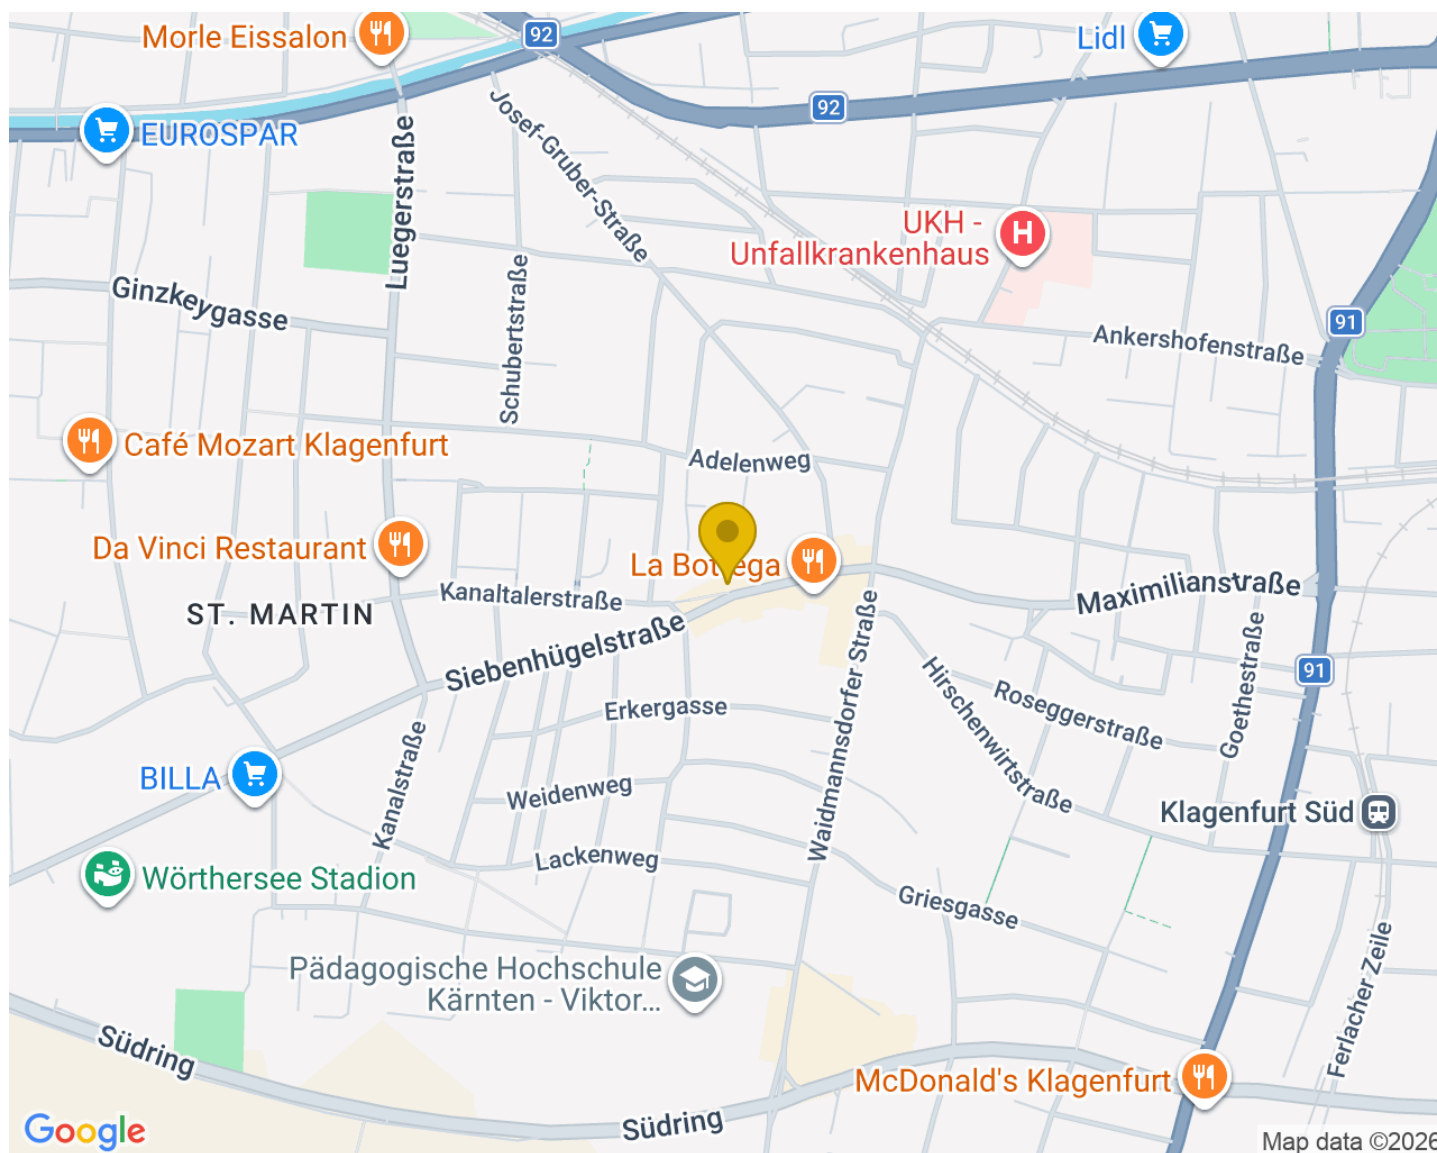 Morle Eissalon
92
Lidl
92
EUROSPAR
Josef-Gruber-Straße
Luegerstraße
UKH -
Unfallkrankenhaus
H
Ginzkeygasse
Schubertstraße
91
Ankershofenstraße
Café Mozart Klagenfurt
Adelenweg
Da Vinci Restaurant
La Bottega
Kanaltalerstraße
Maximilianstraße
ST. MARTIN
Siebenhügelstraße
Waidmannsdorfer Straße
Goethestraße
91
Hirschenwirtstraße
Roseggerstraße
Erkergasse
Kanalstraße
BILLA
Weidenweg
Klagenfurt Süd
Lackenweg
Wörthersee Stadion
Griesgasse
Pädagogische Hochschule
Kärnten - Viktor...
Ferlacher Zeile
Südring
McDonald's Klagenfurt
Südring
Google
Map data ©2026